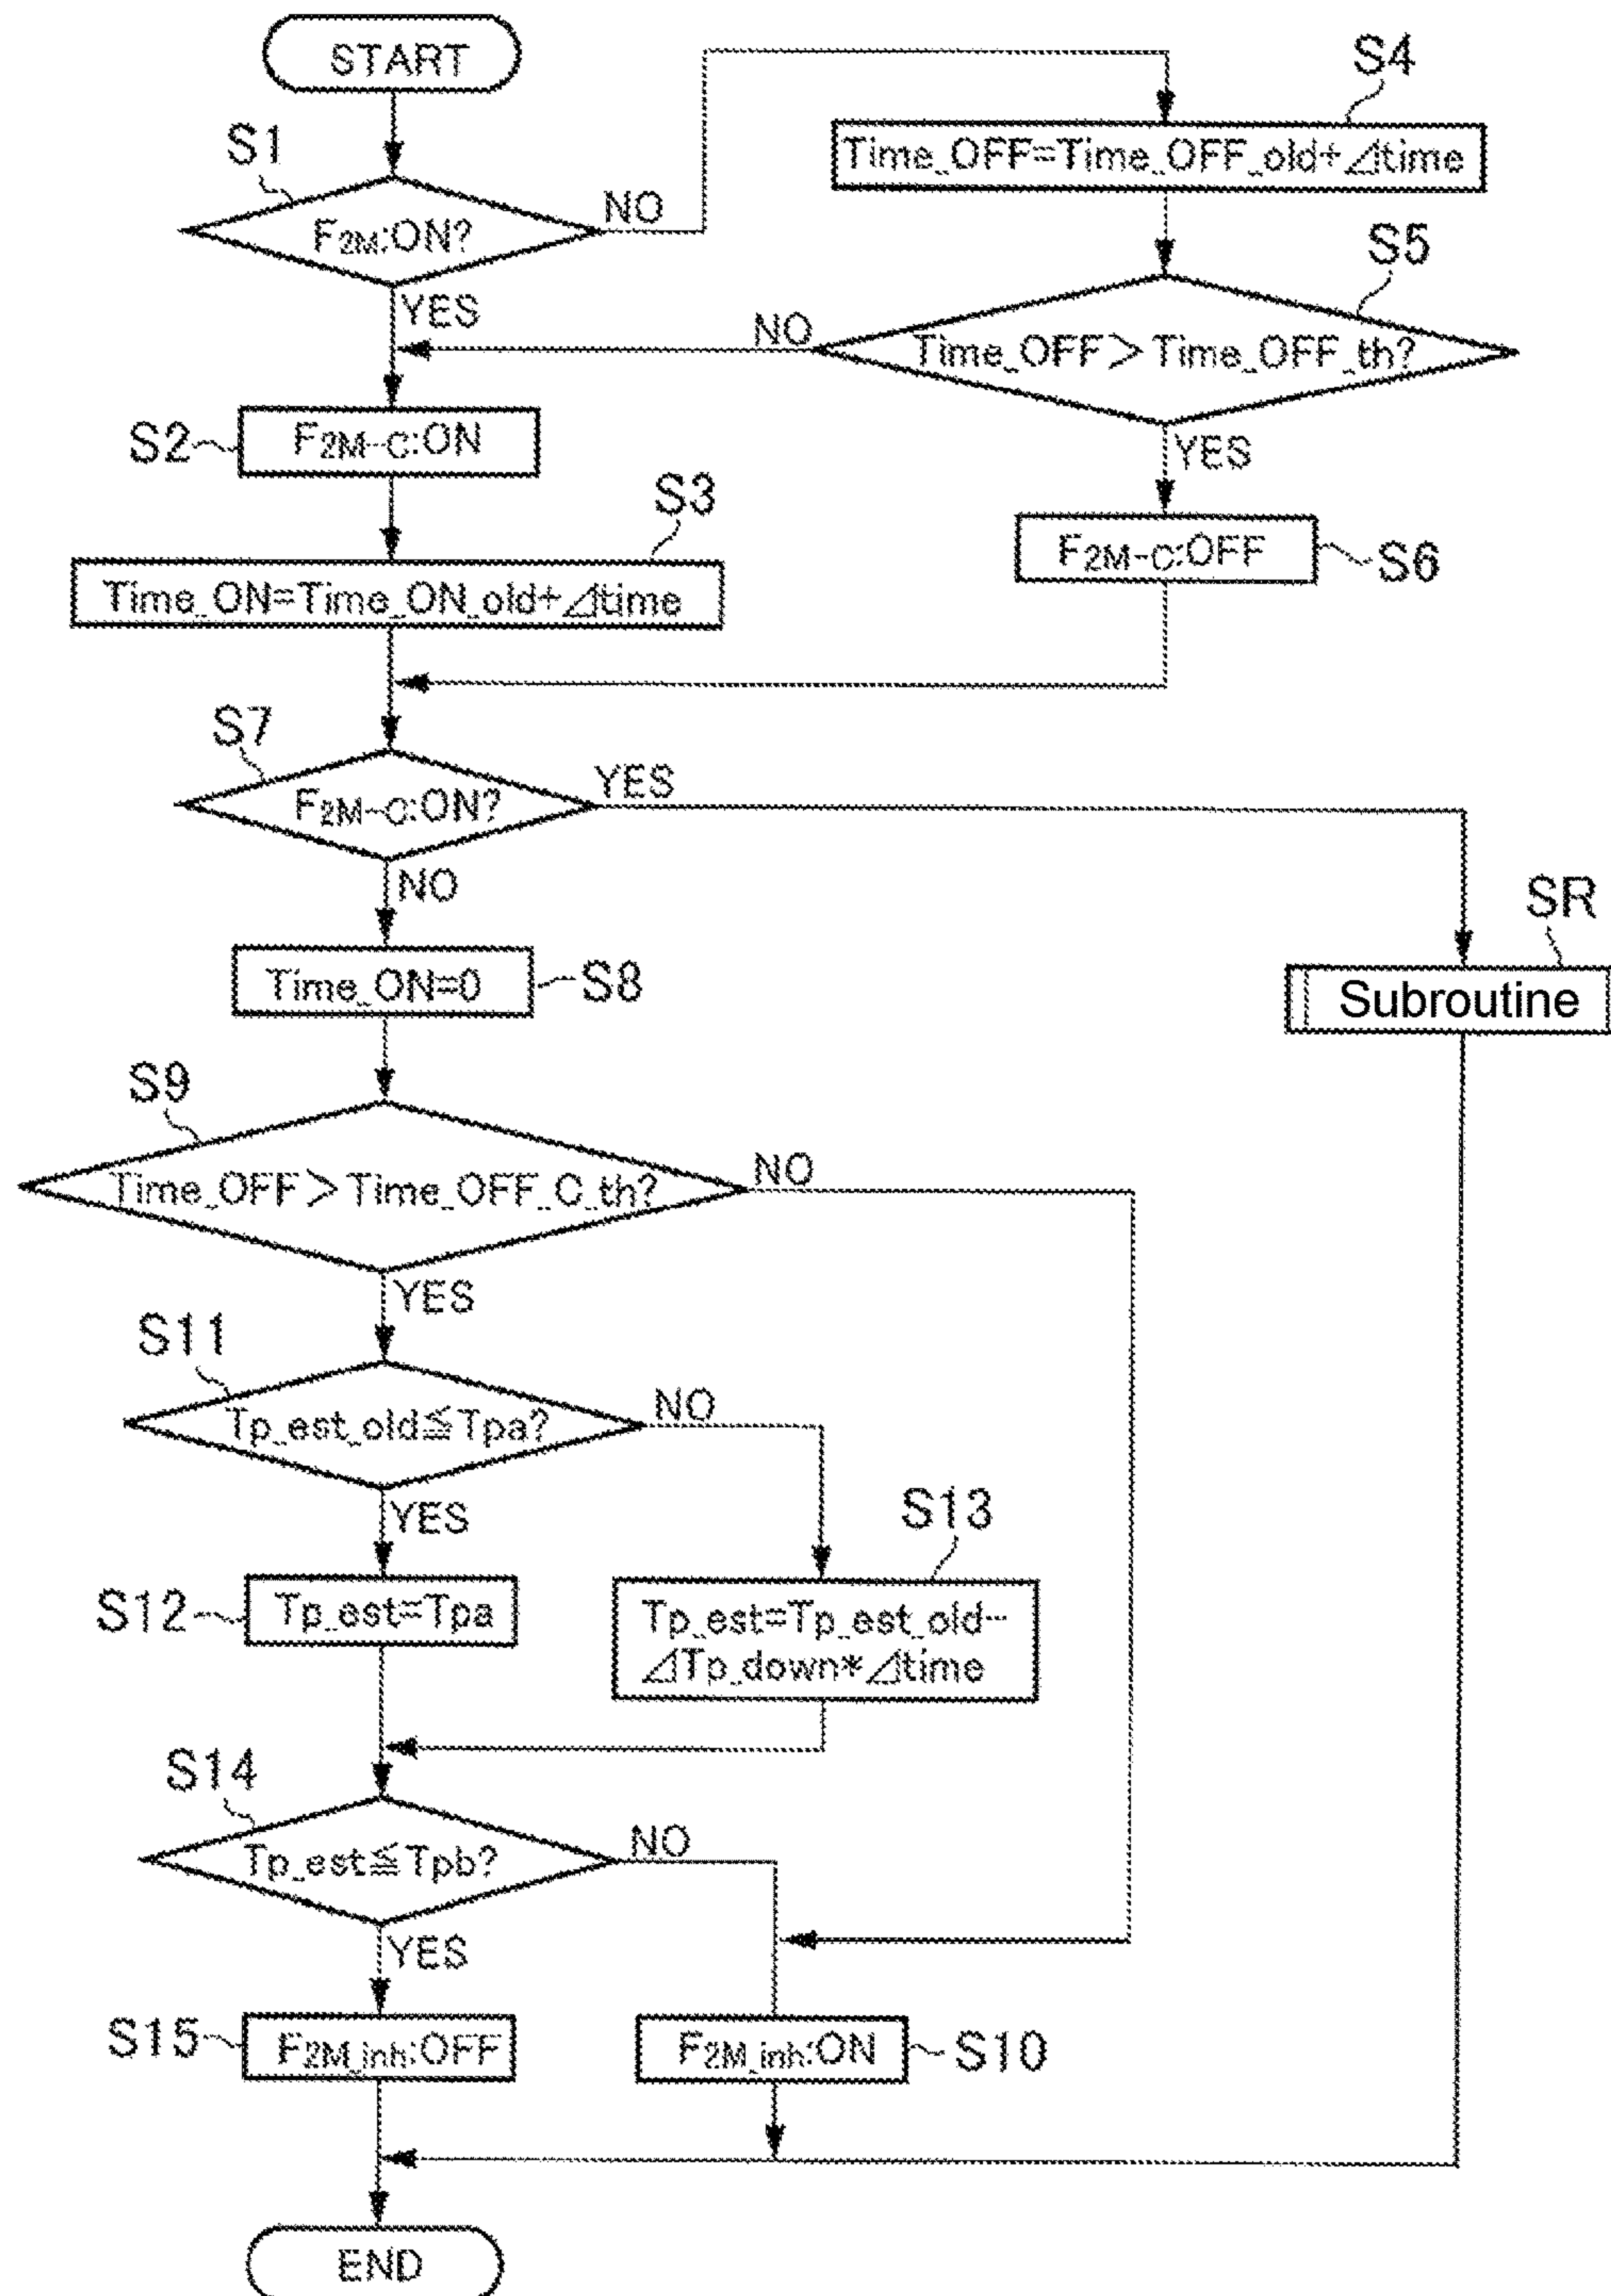 START
S1
F2M:ON?
NO
YES
S4
Time_OFF=Time_OFF_old+⊿time
S5
Time_OFF＞Time_OFF_th?
NO
YES
S2
F2M-C:ON
S3
Time_ON=Time_ON_old+⊿time
F2M-C:OFF
S6
S7
F2M-C:ON?
YES
NO
SR
Subroutine
Time_ON=0
S8
S9
Time_OFF＞Time_OFF_C_th?
NO
YES
S11
Tp_est_old≦Tpa?
NO
YES
S12
Tp_est=Tpa
S13
Tp_est=Tp_est_old-
⊿Tp_down*⊿time
S14
Tp_est≦Tpb?
NO
YES
S15
F2M_inh:OFF
F2M_inh:ON
S10
END